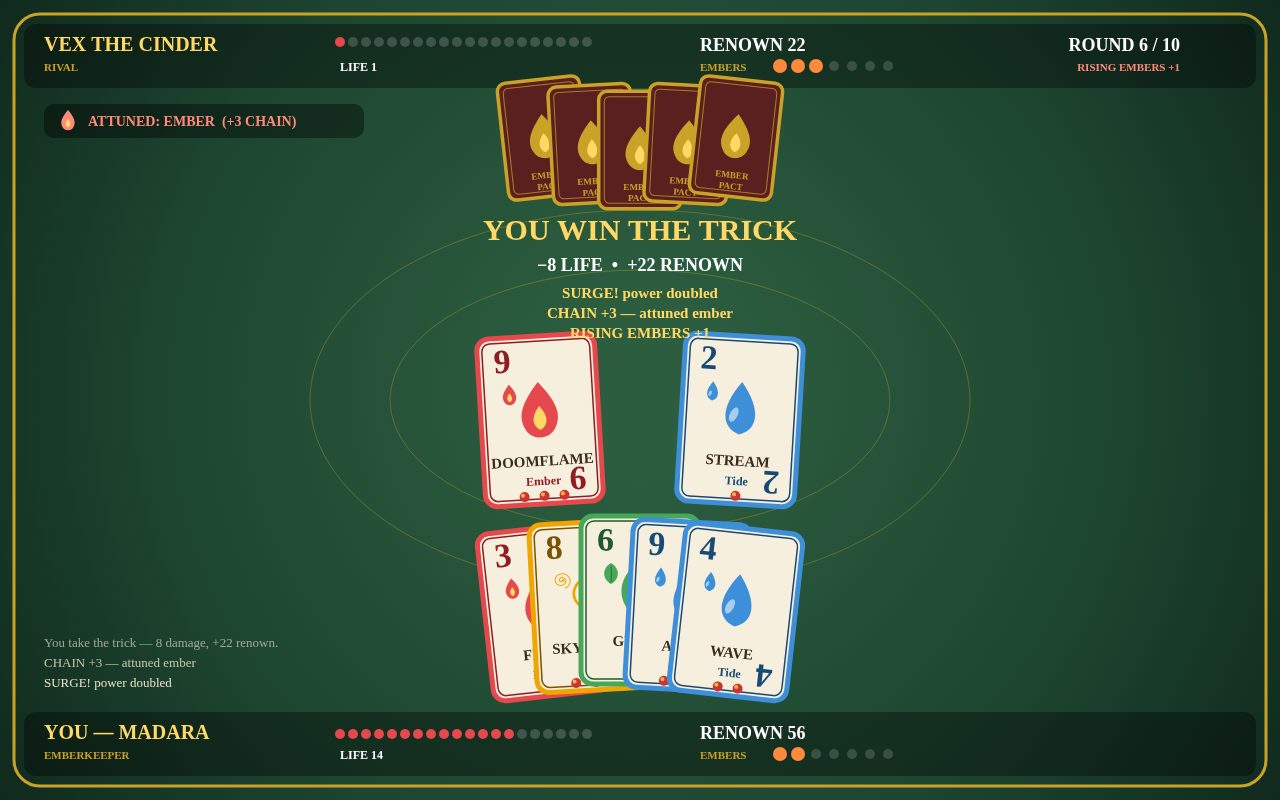 VEX THE CINDER
RIVAL
LIFE 1
RENOWN 22
EMBERS
ROUND 6 / 10
RISING EMBERS +1
ATTUNED: EMBER (+3 CHAIN)
EMBER
PACT
YOU WIN THE TRICK
−8 LIFE • +22 RENOWN
SURGE! power doubled
CHAIN +3 — attuned ember
RISING EMBERS +1
9
DOOMFLAME
Ember
9
2
STREAM
Tide
2
3
8
SKY
6
9
4
WAVE
Tide
4
You take the trick — 8 damage, +22 renown.
CHAIN +3 — attuned ember
SURGE! power doubled
YOU — MADARA
EMBERKEEPER
LIFE 14
RENOWN 56
EMBERS